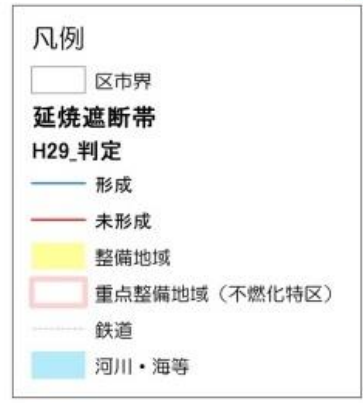 凡例
区市界
延焼遮断帯
H29_判定
形成
未形成
整備地域
重点整備地域（不燃化特区）
鉄道
河川・海等